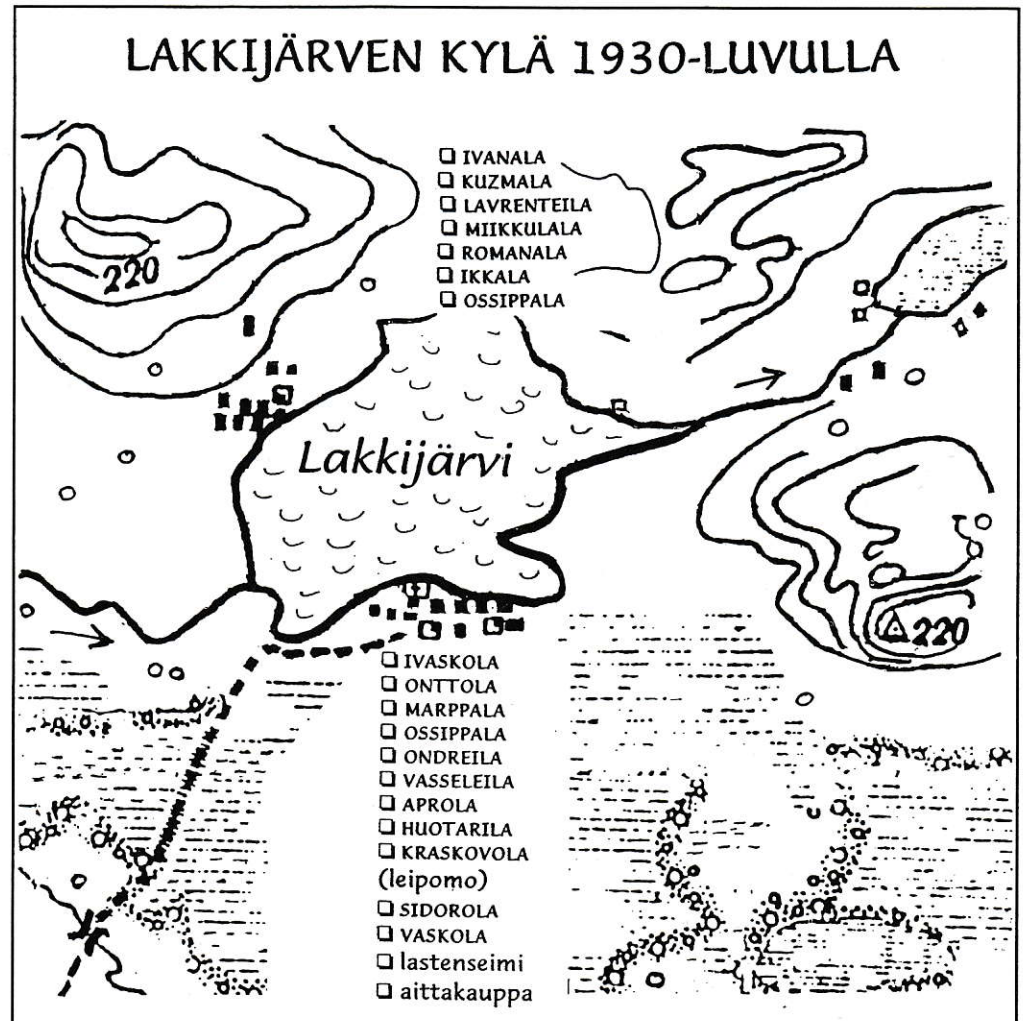 LAKKIJÄRVEN KYLÄ 1930-LUVULLA
❑ IVANALA
❑ KUZMALA
❑ LAVRENTEILA
❑ MIIKKULALA
❑ ROMANALA
❑ IKKALA
❑ OSSIPPALA
220
Lakkijärvi
220
❑ IVASKOLA
❑ ONTTOLA
❑ MARPPALA
❑ OSSIPPALA
❑ ONDREILA
❑ VASSELEILA
❑ APROLA
❑ HUOTARILA
❑ KRASKOVOLA
(leipomo)
❑ SIDOROLA
❑ VASKOLA
❑ lastenseimi
❑ aittakauppa